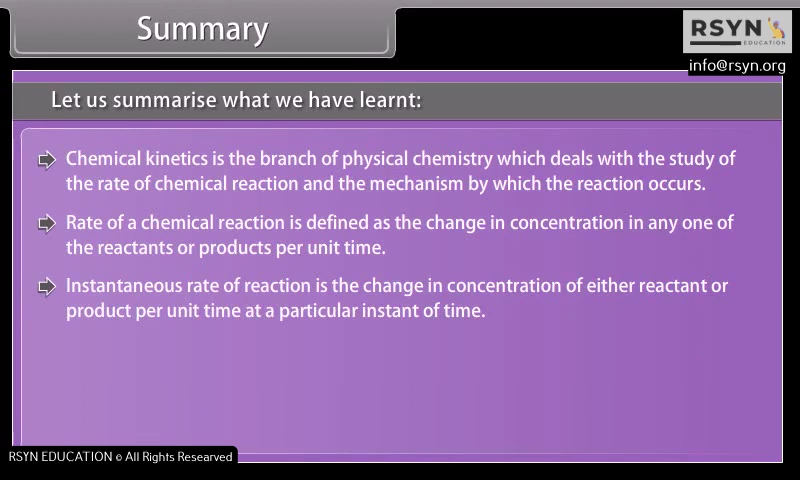 Summary
RSYN
EDUCATION
info@rsyn.org
Let us summarise what we have learnt:
Chemical kinetics is the branch of physical chemistry which deals with the study of
the rate of chemical reaction and the mechanism by which the reaction occurs.
Rate of a chemical reaction is defined as the change in concentration in any one of
the reactants or products per unit time.
Instantaneous rate of reaction is the change in concentration of either reactant or
product per unit time at a particular instant of time.
RSYN EDUCATION © All Rights Researved